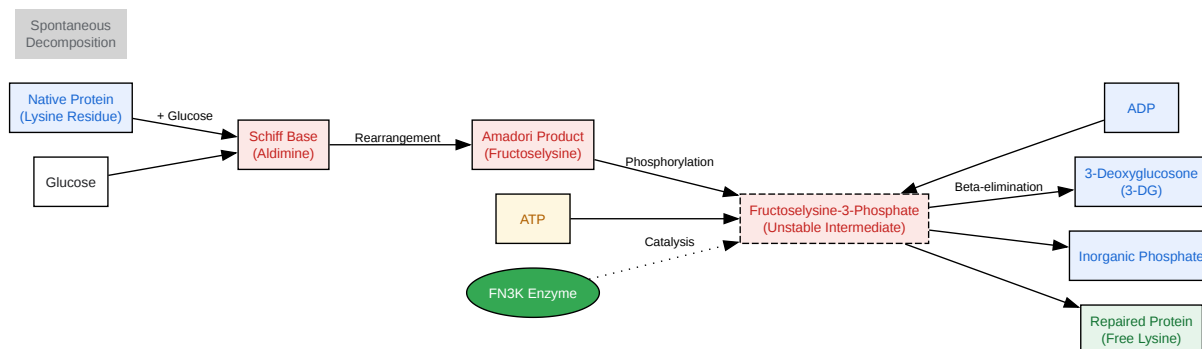 Spontaneous
Decomposition
Native Protein
(Lysine Residue)
+ Glucose
Glucose
Schiff Base
(Aldimine)
Rearrangement
Amadori Product
(Fructoselysine)
Phosphorylation
ATP
Catalysis
FN3K Enzyme
Fructoselysine-3-Phosphate
(Unstable Intermediate)
ADP
Beta-elimination
3-Deoxyglucosone
(3-DG)
Inorganic Phosphate
Repaired Protein
(Free Lysine)